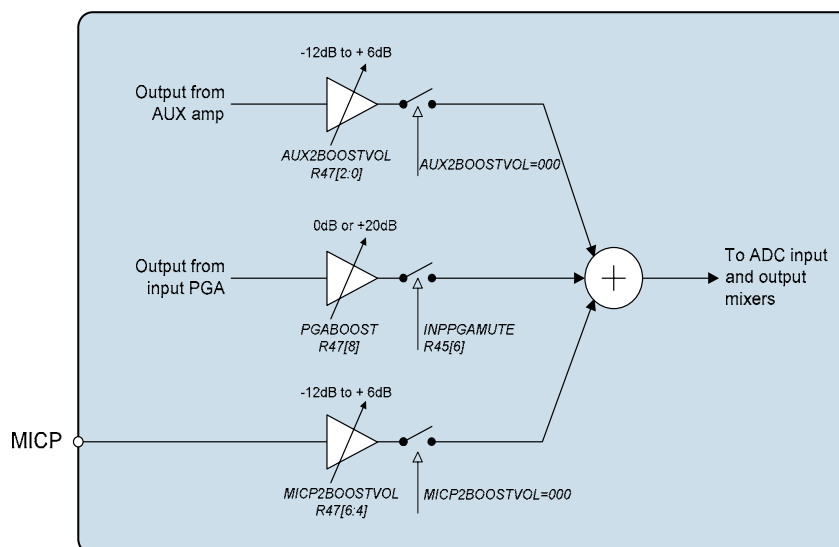 -12dB to + 6dB
Output from
AUX amp
AUX2BOOSTVOL
R47[2:0]
AUX2BOOSTVOL=000
0dB or +20dB
Output from
input PGA
PGABOOST
R47[8]
INPPGAMUTE
R45[6]
+
To ADC input
and output
mixers
-12dB to + 6dB
MICP
MICP2BOOSTVOL
R47[6:4]
MICP2BOOSTVOL=000